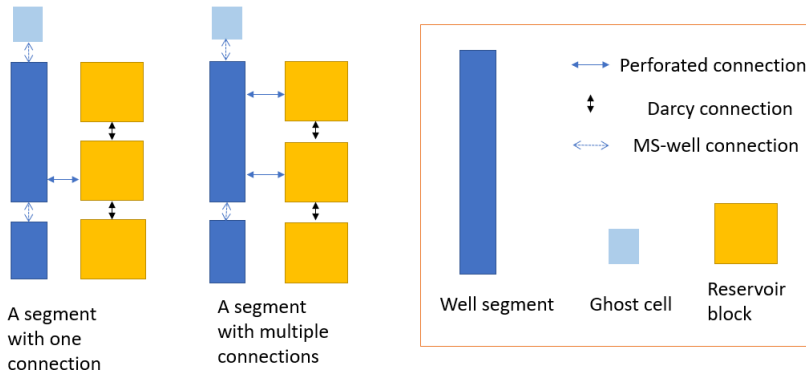 A segment
with one
connection
A segment
with multiple
connections
Perforated connection
Darcy connection
MS-well connection
Well segment
Ghost cell
Reservoir
block